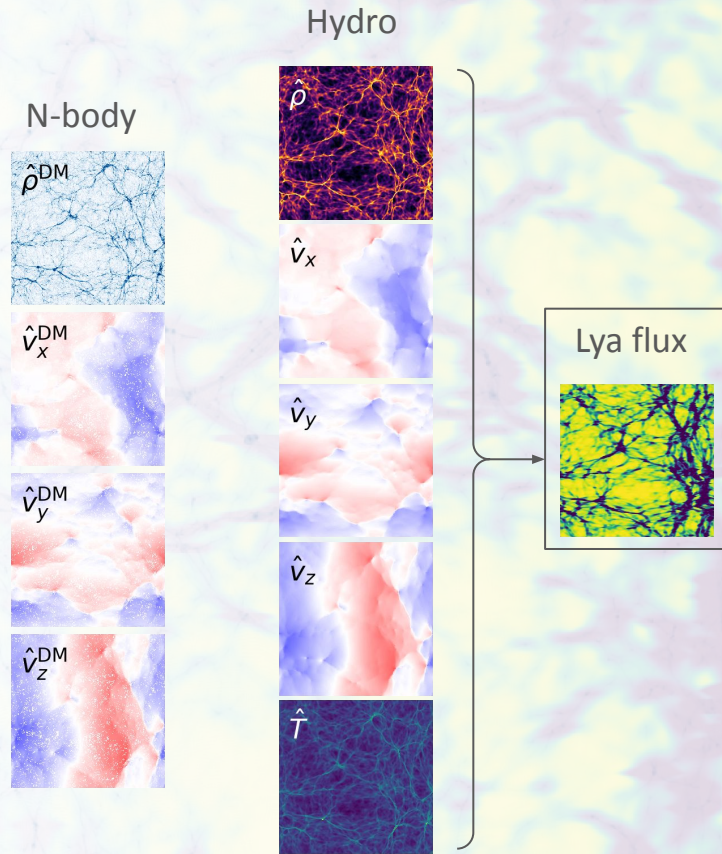 Hydro
N-body
ρ̂^DM
v̂_x^DM
v̂_y^DM
v̂_z^DM
ρ̂
v̂_x
v̂_y
v̂_z
T̂
Lya flux